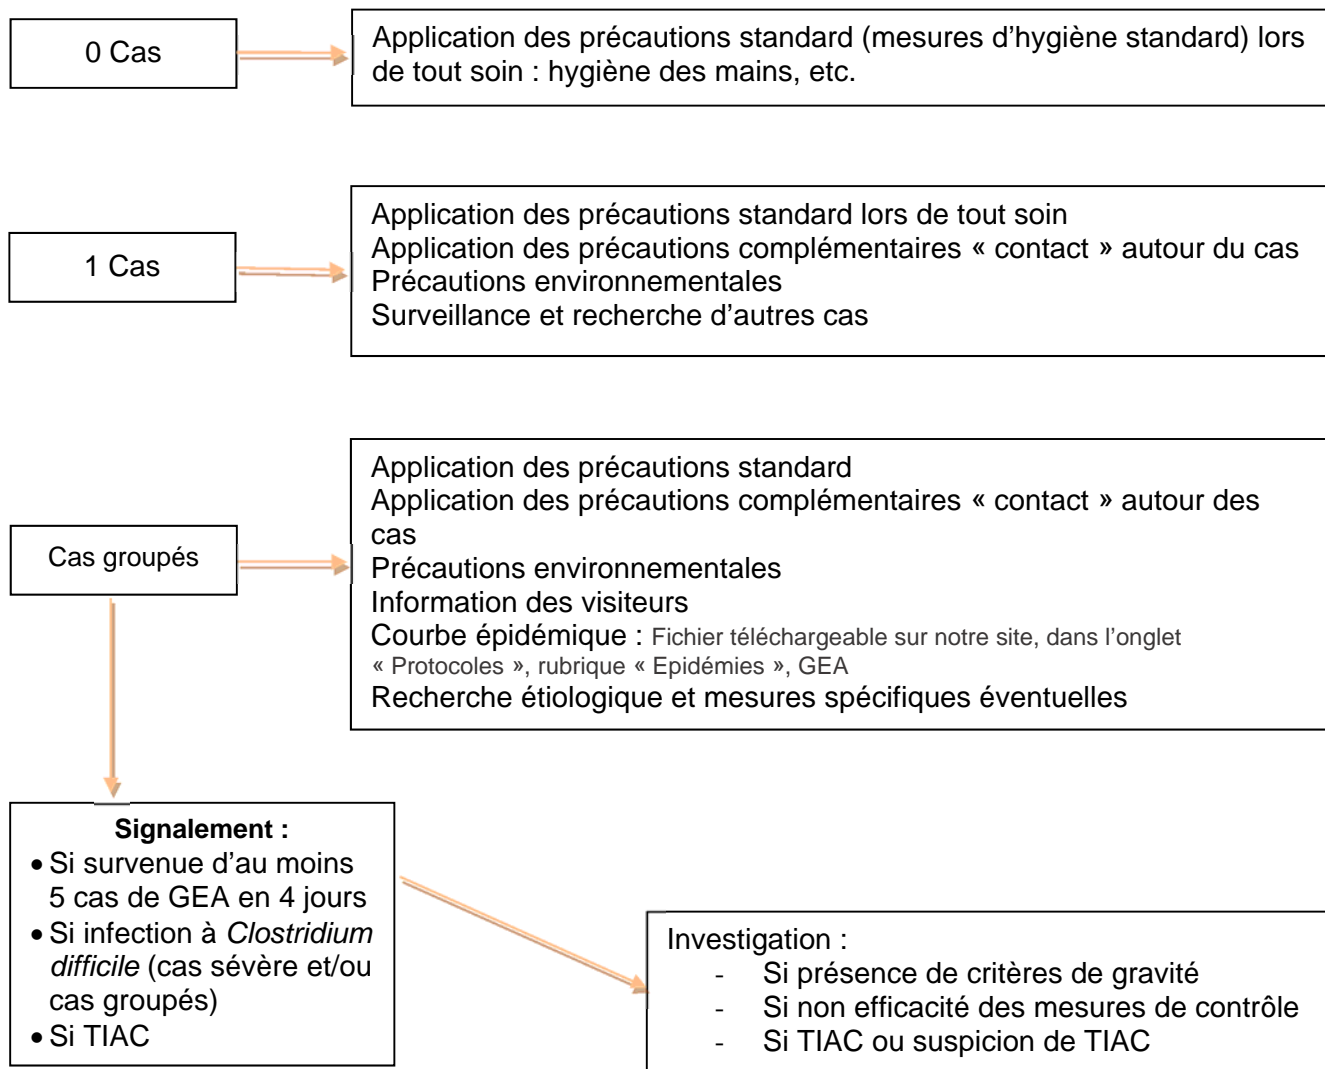 0 Cas
Application des précautions standard (mesures d'hygiène standard) lors
de tout soin : hygiène des mains, etc.
1 Cas
Application des précautions standard lors de tout soin
Application des précautions complémentaires « contact » autour du cas
Précautions environnementales
Surveillance et recherche d'autres cas
Cas groupés
Application des précautions standard
Application des précautions complémentaires « contact » autour des
cas
Précautions environnementales
Information des visiteurs
Courbe épidémique : Fichier téléchargeable sur notre site, dans l'onglet
« Protocoles », rubrique « Epidémies », GEA
Recherche étiologique et mesures spécifiques éventuelles
Signalement :
• Si survenue d'au moins
5 cas de GEA en 4 jours
• Si infection à Clostridium
difficile (cas sévère et/ou
cas groupés)
• Si TIAC
Investigation :
- Si présence de critères de gravité
- Si non efficacité des mesures de contrôle
- Si TIAC ou suspicion de TIAC